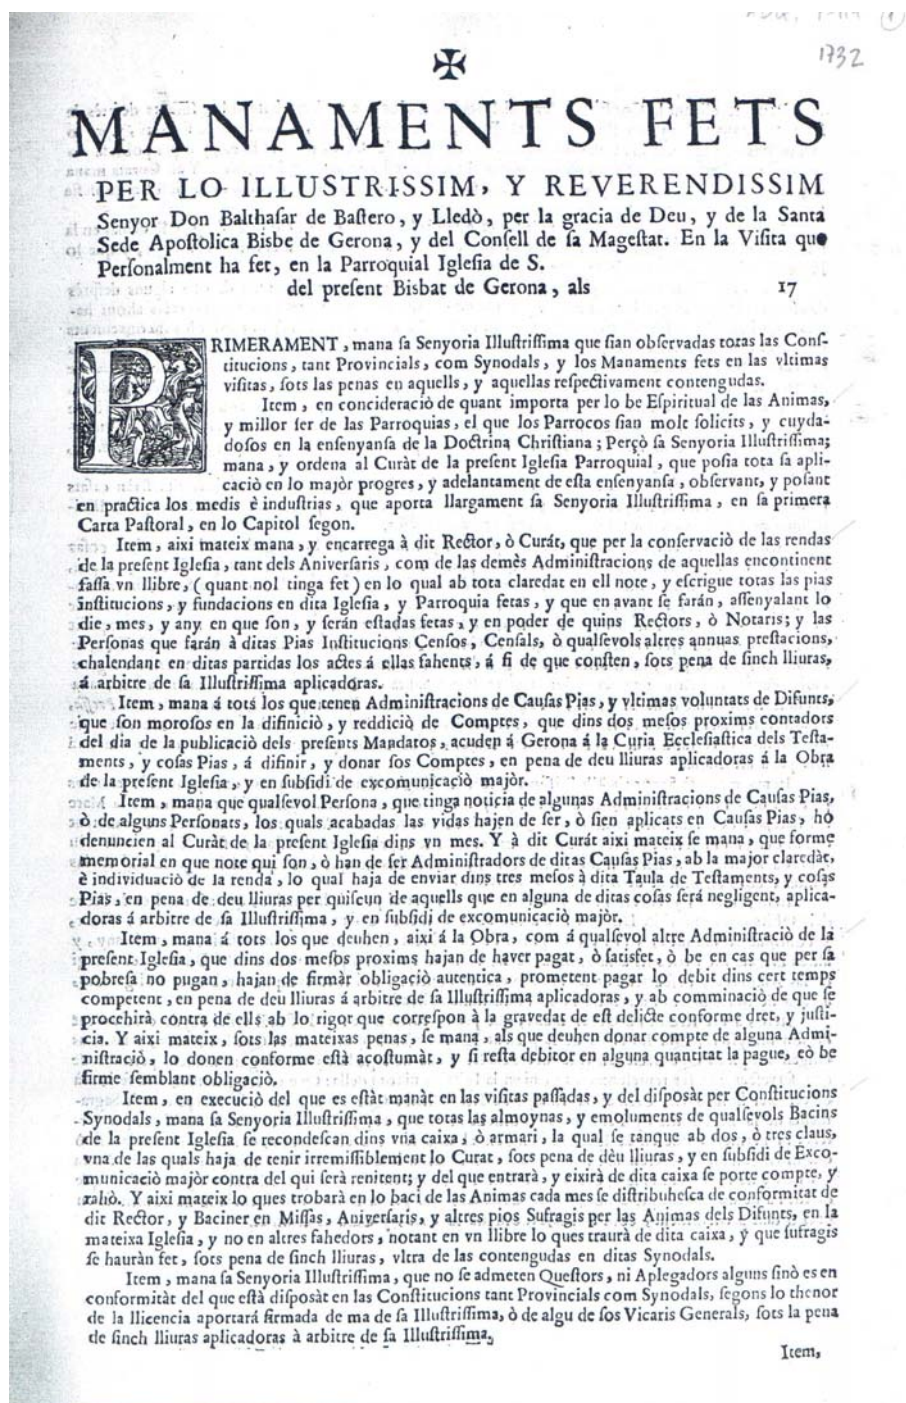 1732
✠
MANAMENTS FETS
PER LO ILLUSTRISSIM, Y REVERENDISSIM
Senyor Don Balthaſar de Baſtero, y Lledò, per la gracia de Deu, y de la Santa
Sede Apoſtolica Bisbe de Gerona, y del Conſell de ſa Mageſtat. En la Viſita que
Perſonalment ha fet, en la Parroquial Igleſia de S.
del preſent Bisbat de Gerona, als 17
PRIMERAMENT, mana ſa Senyoria Illuſtriſſima que ſian obſervadas totas las Conſ-
titucions, tant Provincials, com Synodals, y los Manaments fets en las vltimas
viſitas, ſots las penas en aquells, y aquellas reſpectivament contengudas.
Item, en concideraciò de quant importa per lo be Eſpiritual de las Animas,
y millor ſer de las Parroquias, el que los Parrocos ſian molt ſolicits, y cuyda-
doſos en la enſenyanſa de la Doctrina Chriſtiana; Perçò ſa Senyoria Illuſtriſſima;
mana, y ordena al Curàt de la preſent Igleſia Parroquial, que poſia tota ſa apli-
caciò en lo majòr progres, y adelantament de eſta enſenyanſa, obſervant, y poſant
en practica los medis è induſtrias, que aporta llargament ſa Senyoria Illuſtriſſima, en ſa primera
Carta Paſtoral, en lo Capitol ſegon.
Item, aixi mateix mana, y encarrega à dit Rector, ò Curát, que per la conſervaciò de las rendas
de la preſent Igleſia, tant dels Aniverſaris, com de las demès Adminiſtracions de aquellas encontinent
faſſa vn llibre, (quant nol tinga fet) en lo qual ab tota claredat en ell note, y eſcrigue totas las pias
inſtitucions, y fundacions en dita Igleſia, y Parroquia fetas, y que en avant ſe farán, aſſenyalant lo
die, mes, y any en que ſon, y ſerán eſtadas fetas, y en poder de quins Rectors, ò Notaris; y las
Perſonas que farán à ditas Pias Inſtitucions Cenſos, Cenſals, ò qualſevols altres annuas preſtacions,
chalendant en ditas partidas los actes á ellas fahents, á fi de que conſten, ſots pena de ſinch lliuras,
á arbitre de ſa Illuſtriſſima aplicadoras.
Item, mana á tots los que tenen Adminiſtracions de Cauſas Pias, y vltimas voluntats de Difunts,
que ſon moroſos en la difiniciò, y reddiciò de Comptes, que dins dos meſos proxims contadors
del dia de la publicaciò dels preſents Mandatos, acuden á Gerona á la Curia Eccleſiaſtica dels Teſta-
ments, y coſas Pias, á difinir, y donar ſos Comptes, en pena de deu lliuras aplicadoras á la Obra
de la preſent Igleſia, y en ſubſidi de excomunicaciò majòr.
Item, mana que qualſevol Perſona, que tinga noticia de algunas Adminiſtracions de Cauſas Pias,
ò de alguns Perſonats, los quals acabadas las vidas hajen de ſer, ò ſien aplicats en Cauſas Pias, ho
denuncien al Curàt de la preſent Igleſia dins vn mes. Y à dit Curát aixi mateix ſe mana, que forme
memorial en que note qui ſon, ò han de ſer Adminiſtradors de ditas Cauſas Pias, ab la major claredàt,
è individuaciò de la renda, lo qual haja de enviar dins tres meſos à dita Taula de Teſtaments, y coſas
Pias, en pena de deu lliuras per quiſcun de aquells que en alguna de ditas coſas ſerá negligent, aplica-
doras á arbitre de ſa Illuſtriſſima, y en ſubſidi de excomunicaciò majòr.
Item, mana á tots los que deuhen, aixi á la Obra, com á qualſevol altre Adminiſtraciò de la
preſent Igleſia, que dins dos meſos proxims hajan de haver pagat, ò ſatisfet, ò be en cas que per ſa
pobreſa no pugan, hajan de firmàr obligaciò autentica, prometent pagar lo debit dins cert temps
competent, en pena de deu lliuras á arbitre de ſa Illuſtriſſima aplicadoras, y ab comminaciò de que ſe
procehirà contra de ells ab lo rigor que correſpon à la gravedat de eſt delicte conforme dret, y juſti-
cia. Y aixi mateix, ſots las mateixas penas, ſe mana, als que deuhen donar compte de alguna Admi-
niſtraciò, lo donen conforme eſtà acoſtumàt, y ſi reſta debitor en alguna quantitat la pague, eò be
firme ſemblant obligaciò.
Item, en execuciò del que es eſtàt manàt en las viſitas paſſadas, y del diſpoſàt per Conſtitucions
Synodals, mana ſa Senyoria Illuſtriſſima, que totas las almoynas, y emoluments de qualſevols Bacins
de la preſent Igleſia ſe recondeſcan dins vna caixa, ò armari, la qual ſe tanque ab dos, ò tres claus,
vna de las quals haja de tenir irremiſſiblement lo Curat, ſots pena de dèu lliuras, y en ſubſidi de Exco-
municaciò majòr contra del qui ſerà renitent; y del que entrarà, y eixirà de dita caixa ſe porte compte, y
rahò. Y aixi mateix lo ques trobarà en lo baci de las Animas cada mes ſe diſtribuheſca de conformitat de
dit Rector, y Baciner en Miſſas, Aniverſaris, y altres pios Sufragis per las Animas dels Difunts, en la
mateixa Igleſia, y no en altres fahedors, notant en vn llibre lo ques traurà de dita caixa, y que ſufragis
ſe hauràn fet, ſots pena de ſinch lliuras, vltra de las contengudas en ditas Synodals.
Item, mana ſa Senyoria Illuſtriſſima, que no ſe admeten Queſtors, ni Aplegadors alguns ſinò es en
conformitàt del que eſtà diſpoſàt en las Conſtitucions tant Provincials com Synodals, ſegons lo thenor
de la llicencia aportarà firmada de ma de ſa Illuſtriſſima, ò de algu de ſos Vicaris Generals, ſots la pena
de ſinch lliuras aplicadoras à arbitre de ſa Illuſtriſſima.
Item,